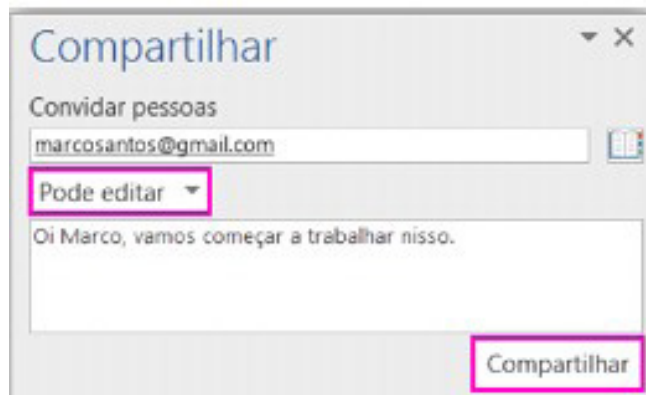 Compartilhar
Convidar pessoas
marcosantos@gmail.com
Pode editar
Oi Marco, vamos começar a trabalhar nisso.
Compartilhar